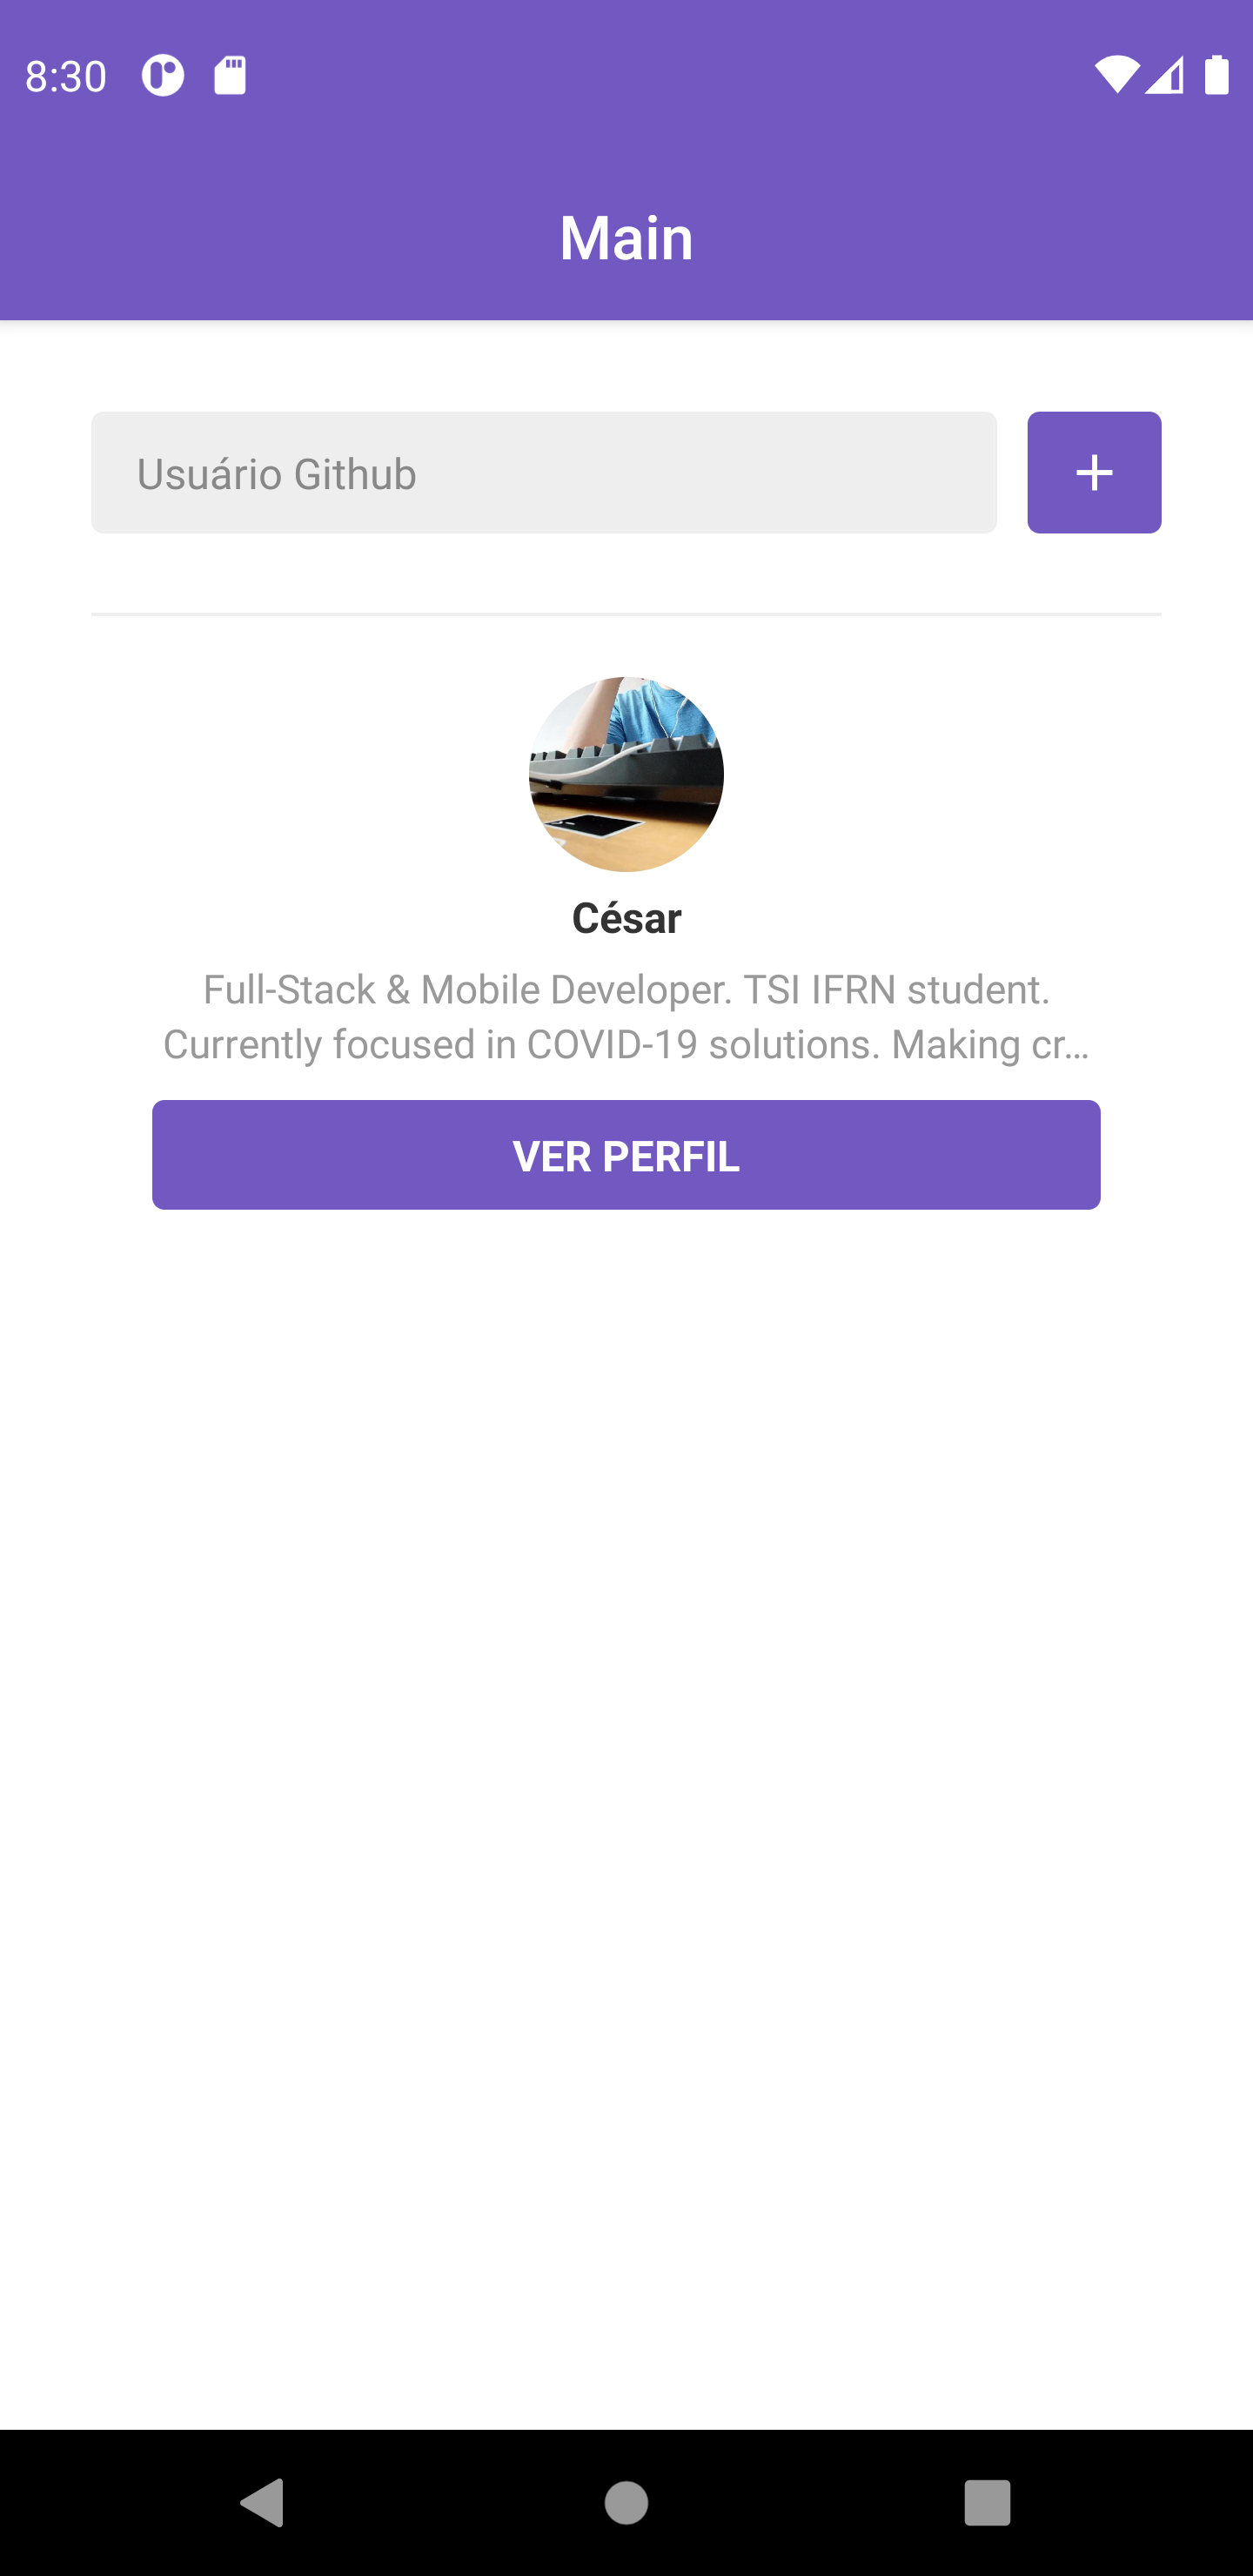 8:30
Main
Usuário Github
César
Full-Stack & Mobile Developer. TSI IFRN student.
Currently focused in COVID-19 solutions. Making cr...
VER PERFIL